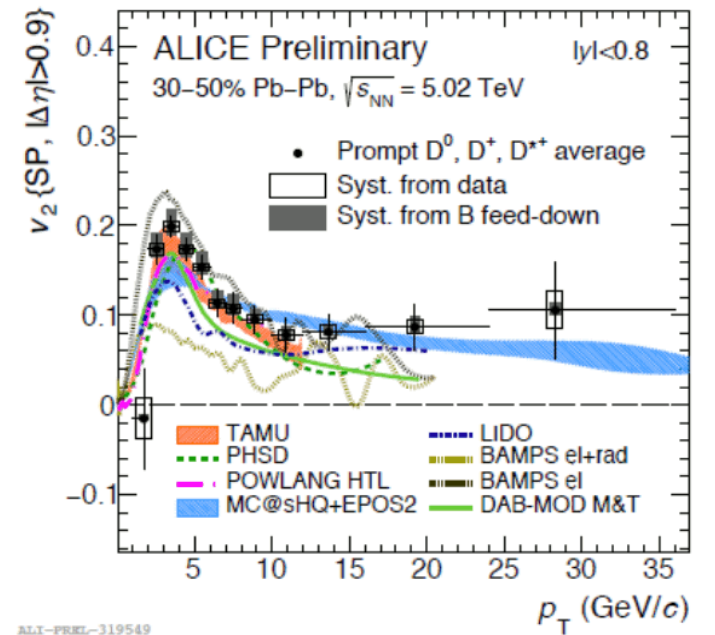 ALICE Preliminary |y|<0.8
30−50% Pb−Pb, √sNN = 5.02 TeV
Prompt D⁰, D⁺, D*⁺ average
Syst. from data
Syst. from B feed-down
v₂{SP, |Δη|>0.9}
0.4
0.3
0.2
0.1
0
−0.1
TAMU
PHSD
POWLANG HTL
MC@sHQ+EPOS2
LIDO
BAMPS el+rad
BAMPS el
DAB-MOD M&T
5 10 15 20 25 30 35
pT (GeV/c)
ALI-PREL-319549